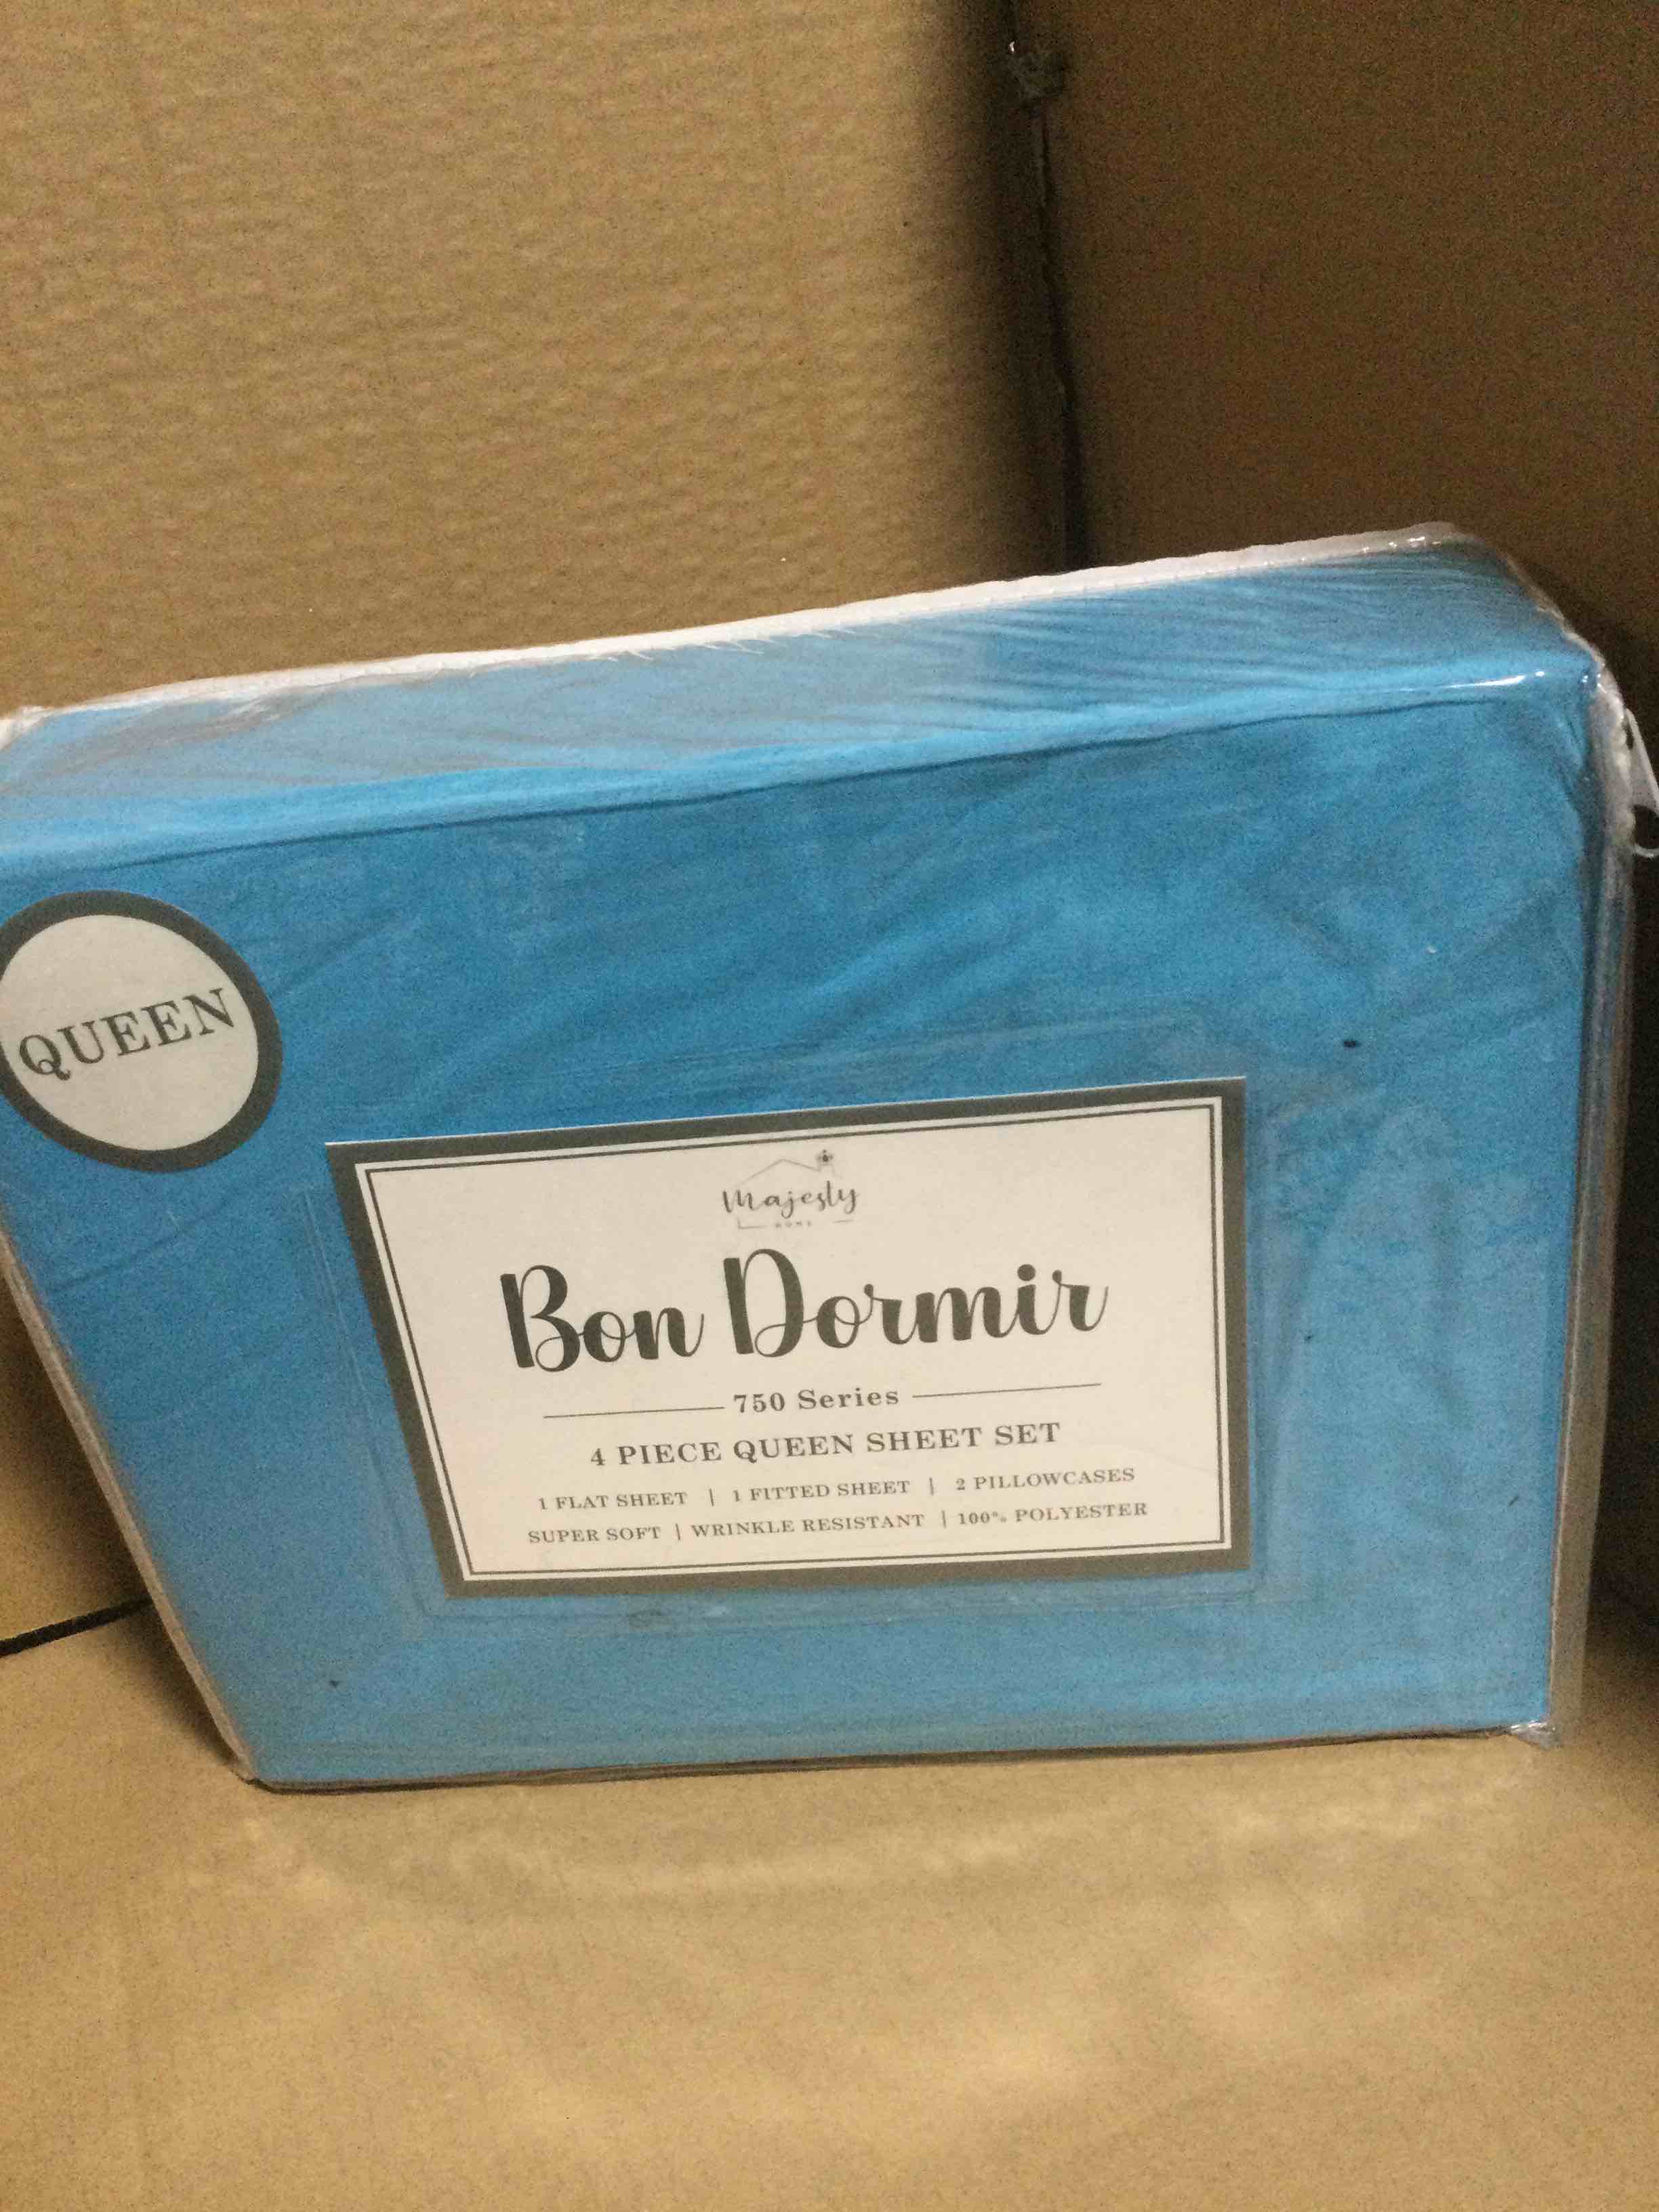 QUEEN
Majesty
HOME
Bon Dormir
750 Series
4 PIECE QUEEN SHEET SET
1 FLAT SHEET | 1 FITTED SHEET | 2 PILLOWCASES
SUPER SOFT | WRINKLE RESISTANT | 100% POLYESTER